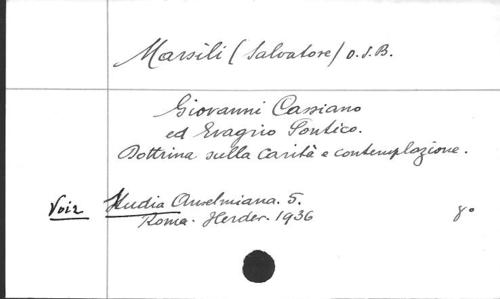 Marsili (Salvatore) O.S.B.
Giovanni Cassiano
ed Evagrio Pontico.
Dottrina sulla carità e contemplazione.
Voir Studia Anselmiana. 5.
Roma. Herder. 1936 8°